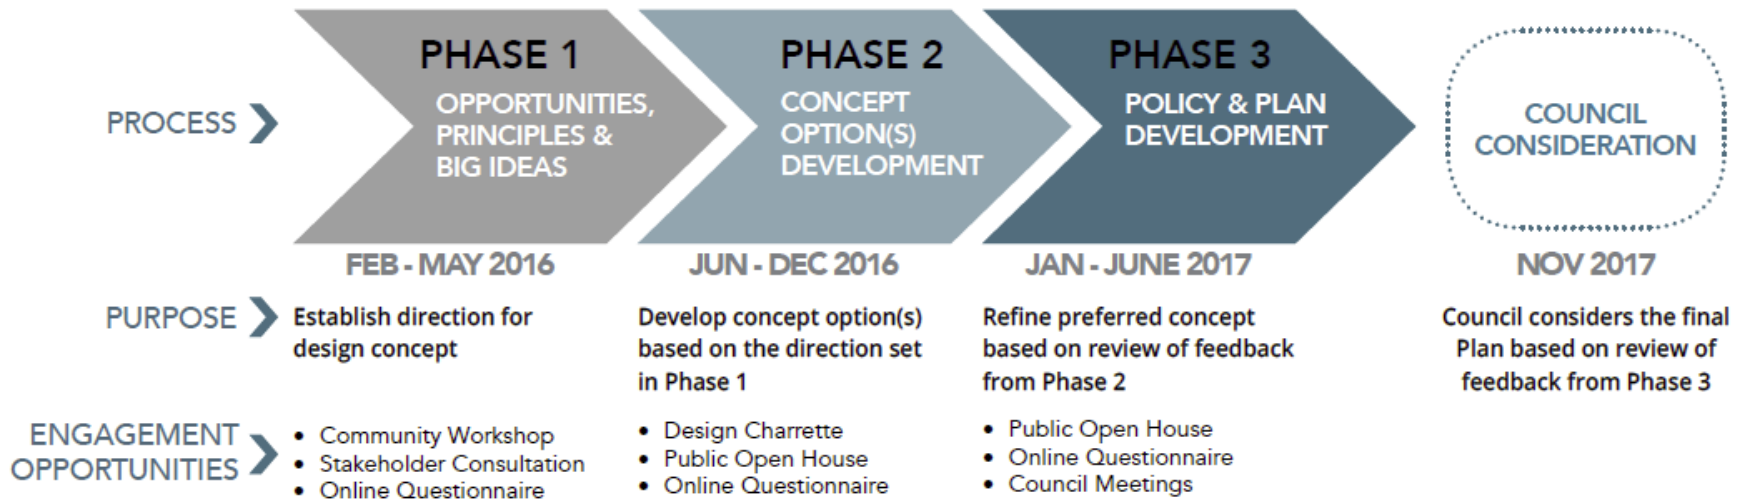 PROCESS
PHASE 1
OPPORTUNITIES,
PRINCIPLES &
BIG IDEAS
FEB - MAY 2016
PHASE 2
CONCEPT
OPTION(S)
DEVELOPMENT
JUN - DEC 2016
PHASE 3
POLICY & PLAN
DEVELOPMENT
JAN - JUNE 2017
COUNCIL
CONSIDERATION
NOV 2017
PURPOSE
Establish direction for
design concept
Develop concept option(s)
based on the direction set
in Phase 1
Refine preferred concept
based on review of feedback
from Phase 2
Council considers the final
Plan based on review of
feedback from Phase 3
ENGAGEMENT
OPPORTUNITIES
• Community Workshop
• Stakeholder Consultation
• Online Questionnaire
• Design Charrette
• Public Open House
• Online Questionnaire
• Public Open House
• Online Questionnaire
• Council Meetings